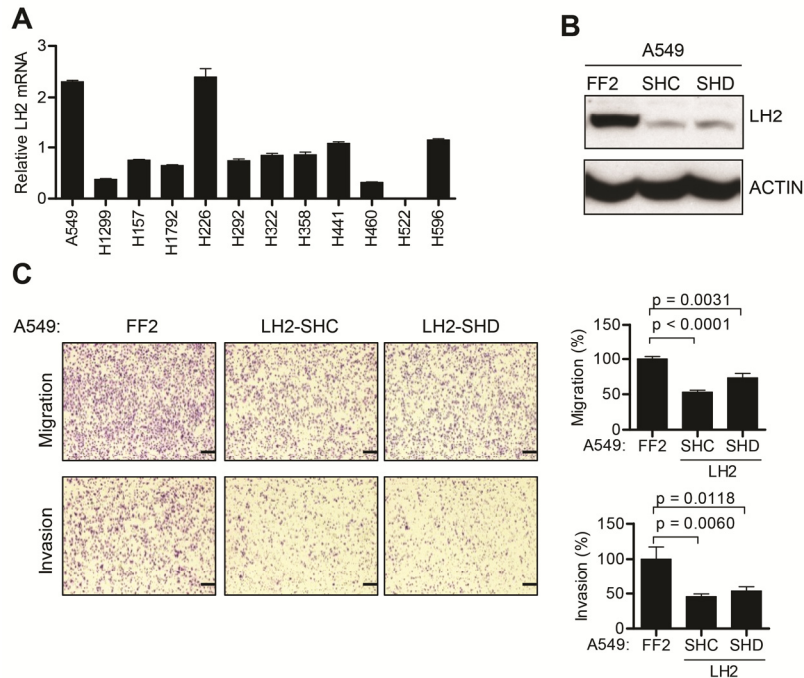 A
Relative LH2 mRNA
3
2
1
0
A549
H1299
H157
H1792
H226
H292
H322
H358
H441
H460
H522
H596
B
A549
FF2 SHC SHD
LH2
ACTIN
C
A549: FF2 LH2-SHC LH2-SHD
Migration
Invasion
p = 0.0031
p < 0.0001
Migration (%)
150
100
50
0
A549: FF2 SHC SHD
LH2
p = 0.0118
p = 0.0060
Invasion (%)
150
100
50
0
A549: FF2 SHC SHD
LH2